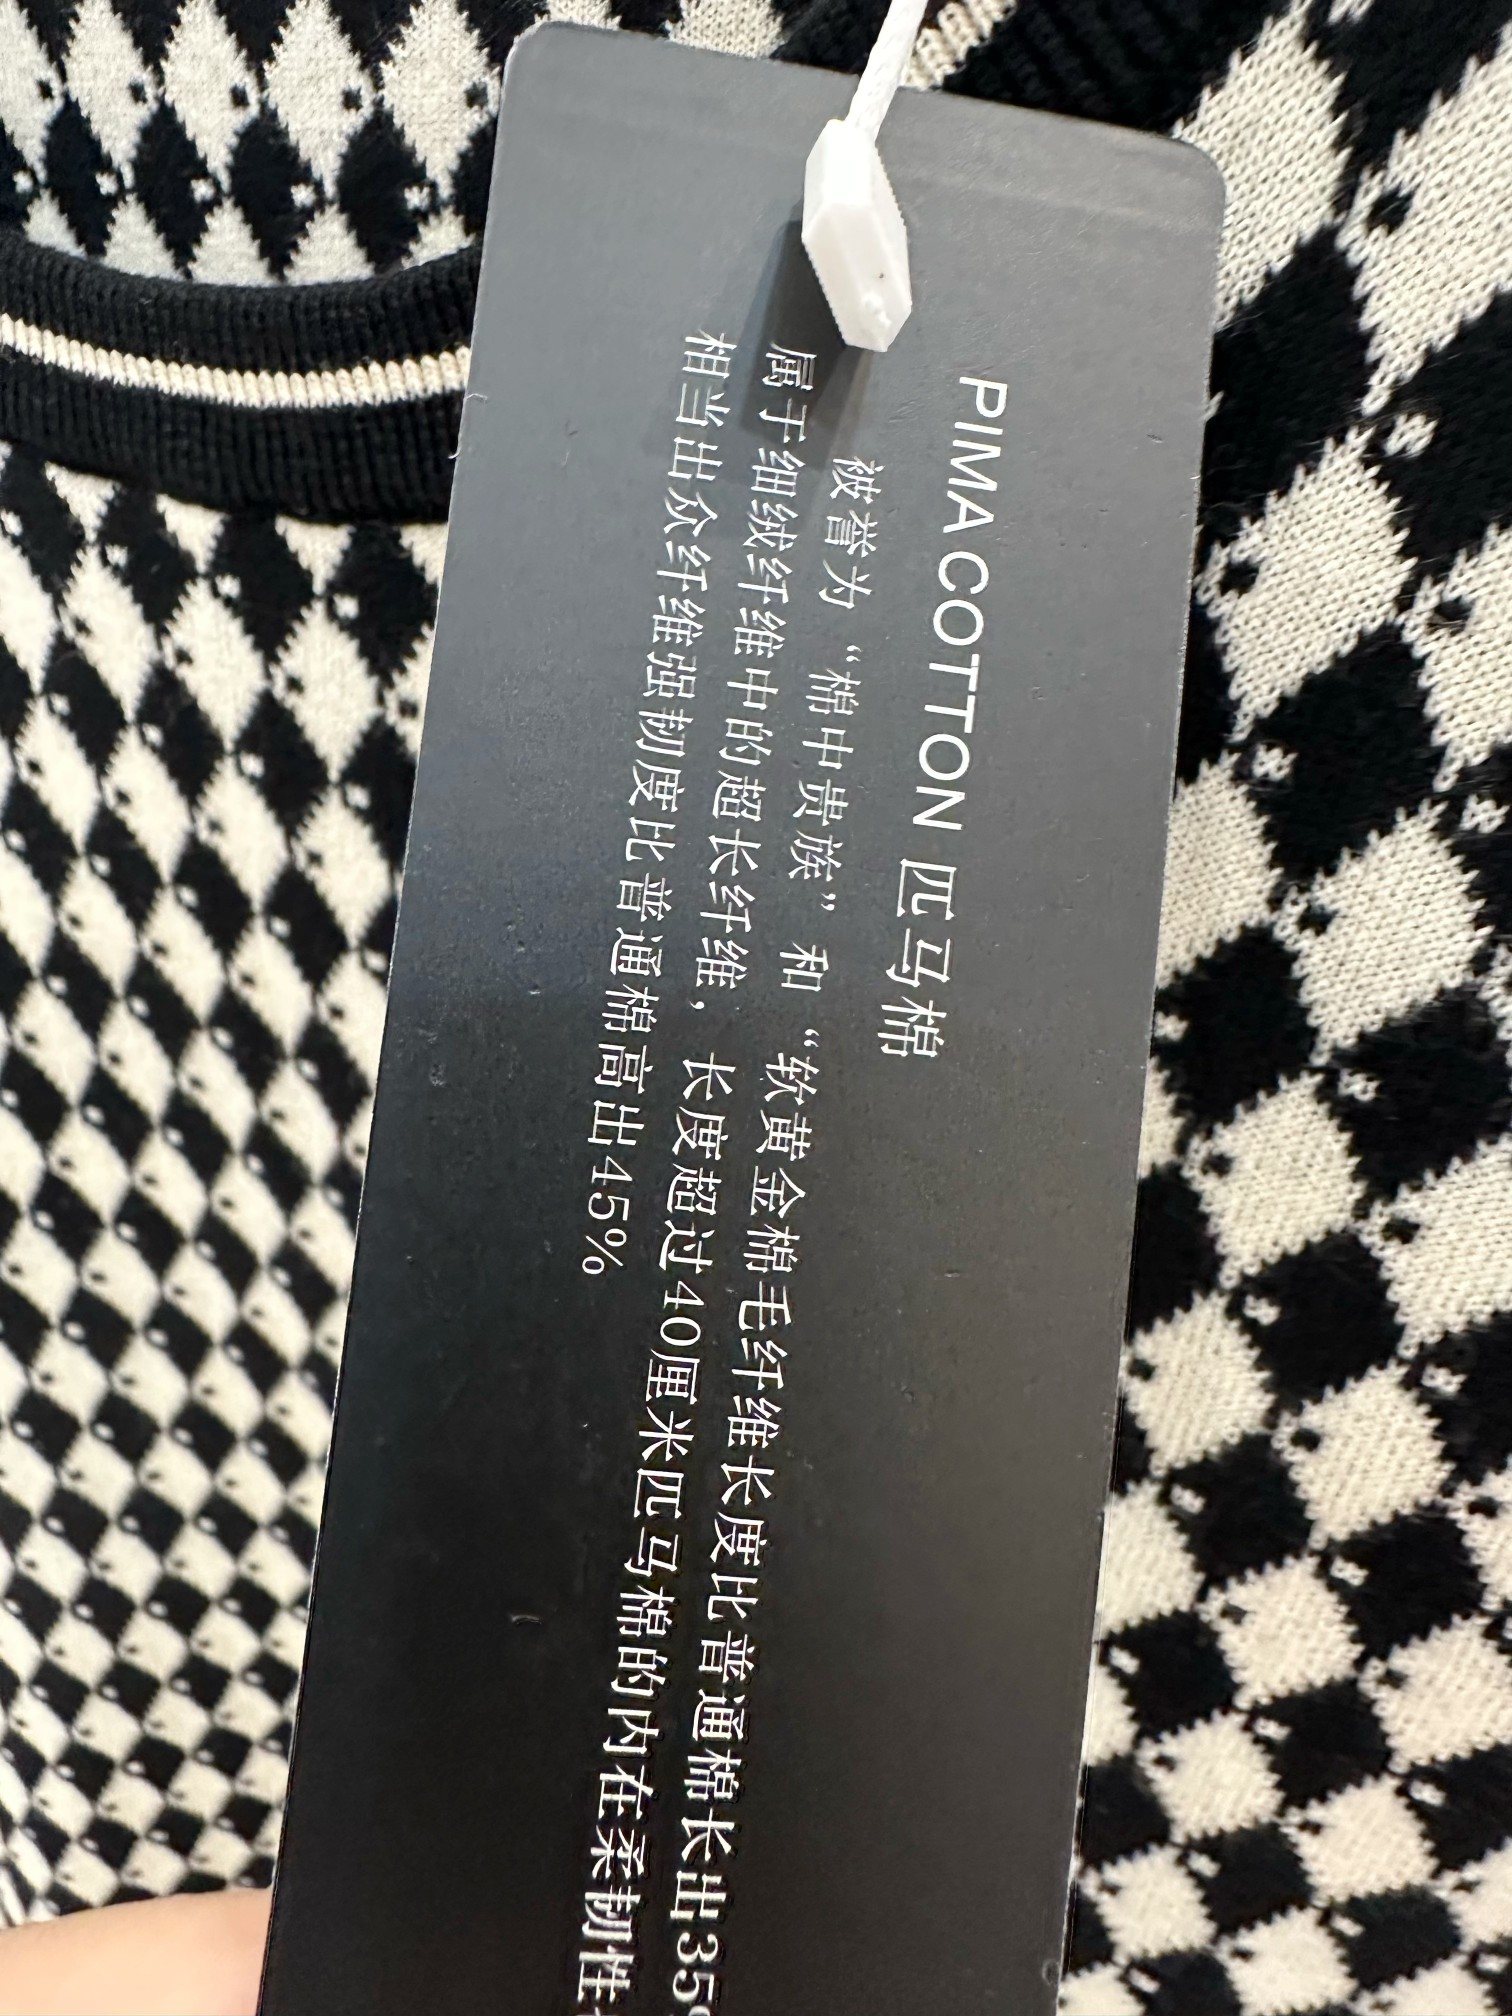 PIMA COTTON 匹马棉
被誉为“棉中贵族”和“软黄金棉毛纤维长度比普通棉长出35%
属于细绒纤维中的超长纤维，长度超过40厘米匹马棉的内在柔韧性
相当出众纤维强韧度比普通棉高出45%